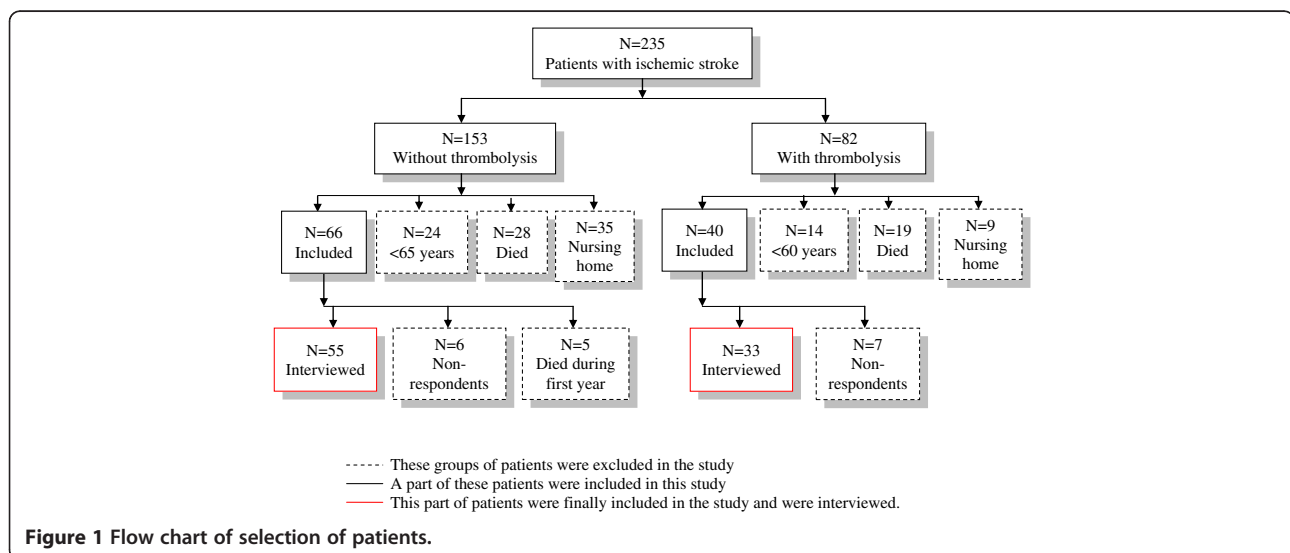 N=235
Patients with ischemic stroke
N=153
Without thrombolysis
N=82
With thrombolysis
N=66
Included
N=24
<65 years
N=28
Died
N=35
Nursing
home
N=40
Included
N=14
<60 years
N=19
Died
N=9
Nursing
home
N=55
Interviewed
N=6
Non-
respondents
N=5
Died during
first year
N=33
Interviewed
N=7
Non-
respondents
These groups of patients were excluded in the study
A part of these patients were included in this study
This part of patients were finally included in the study and were interviewed.
Figure 1 Flow chart of selection of patients.